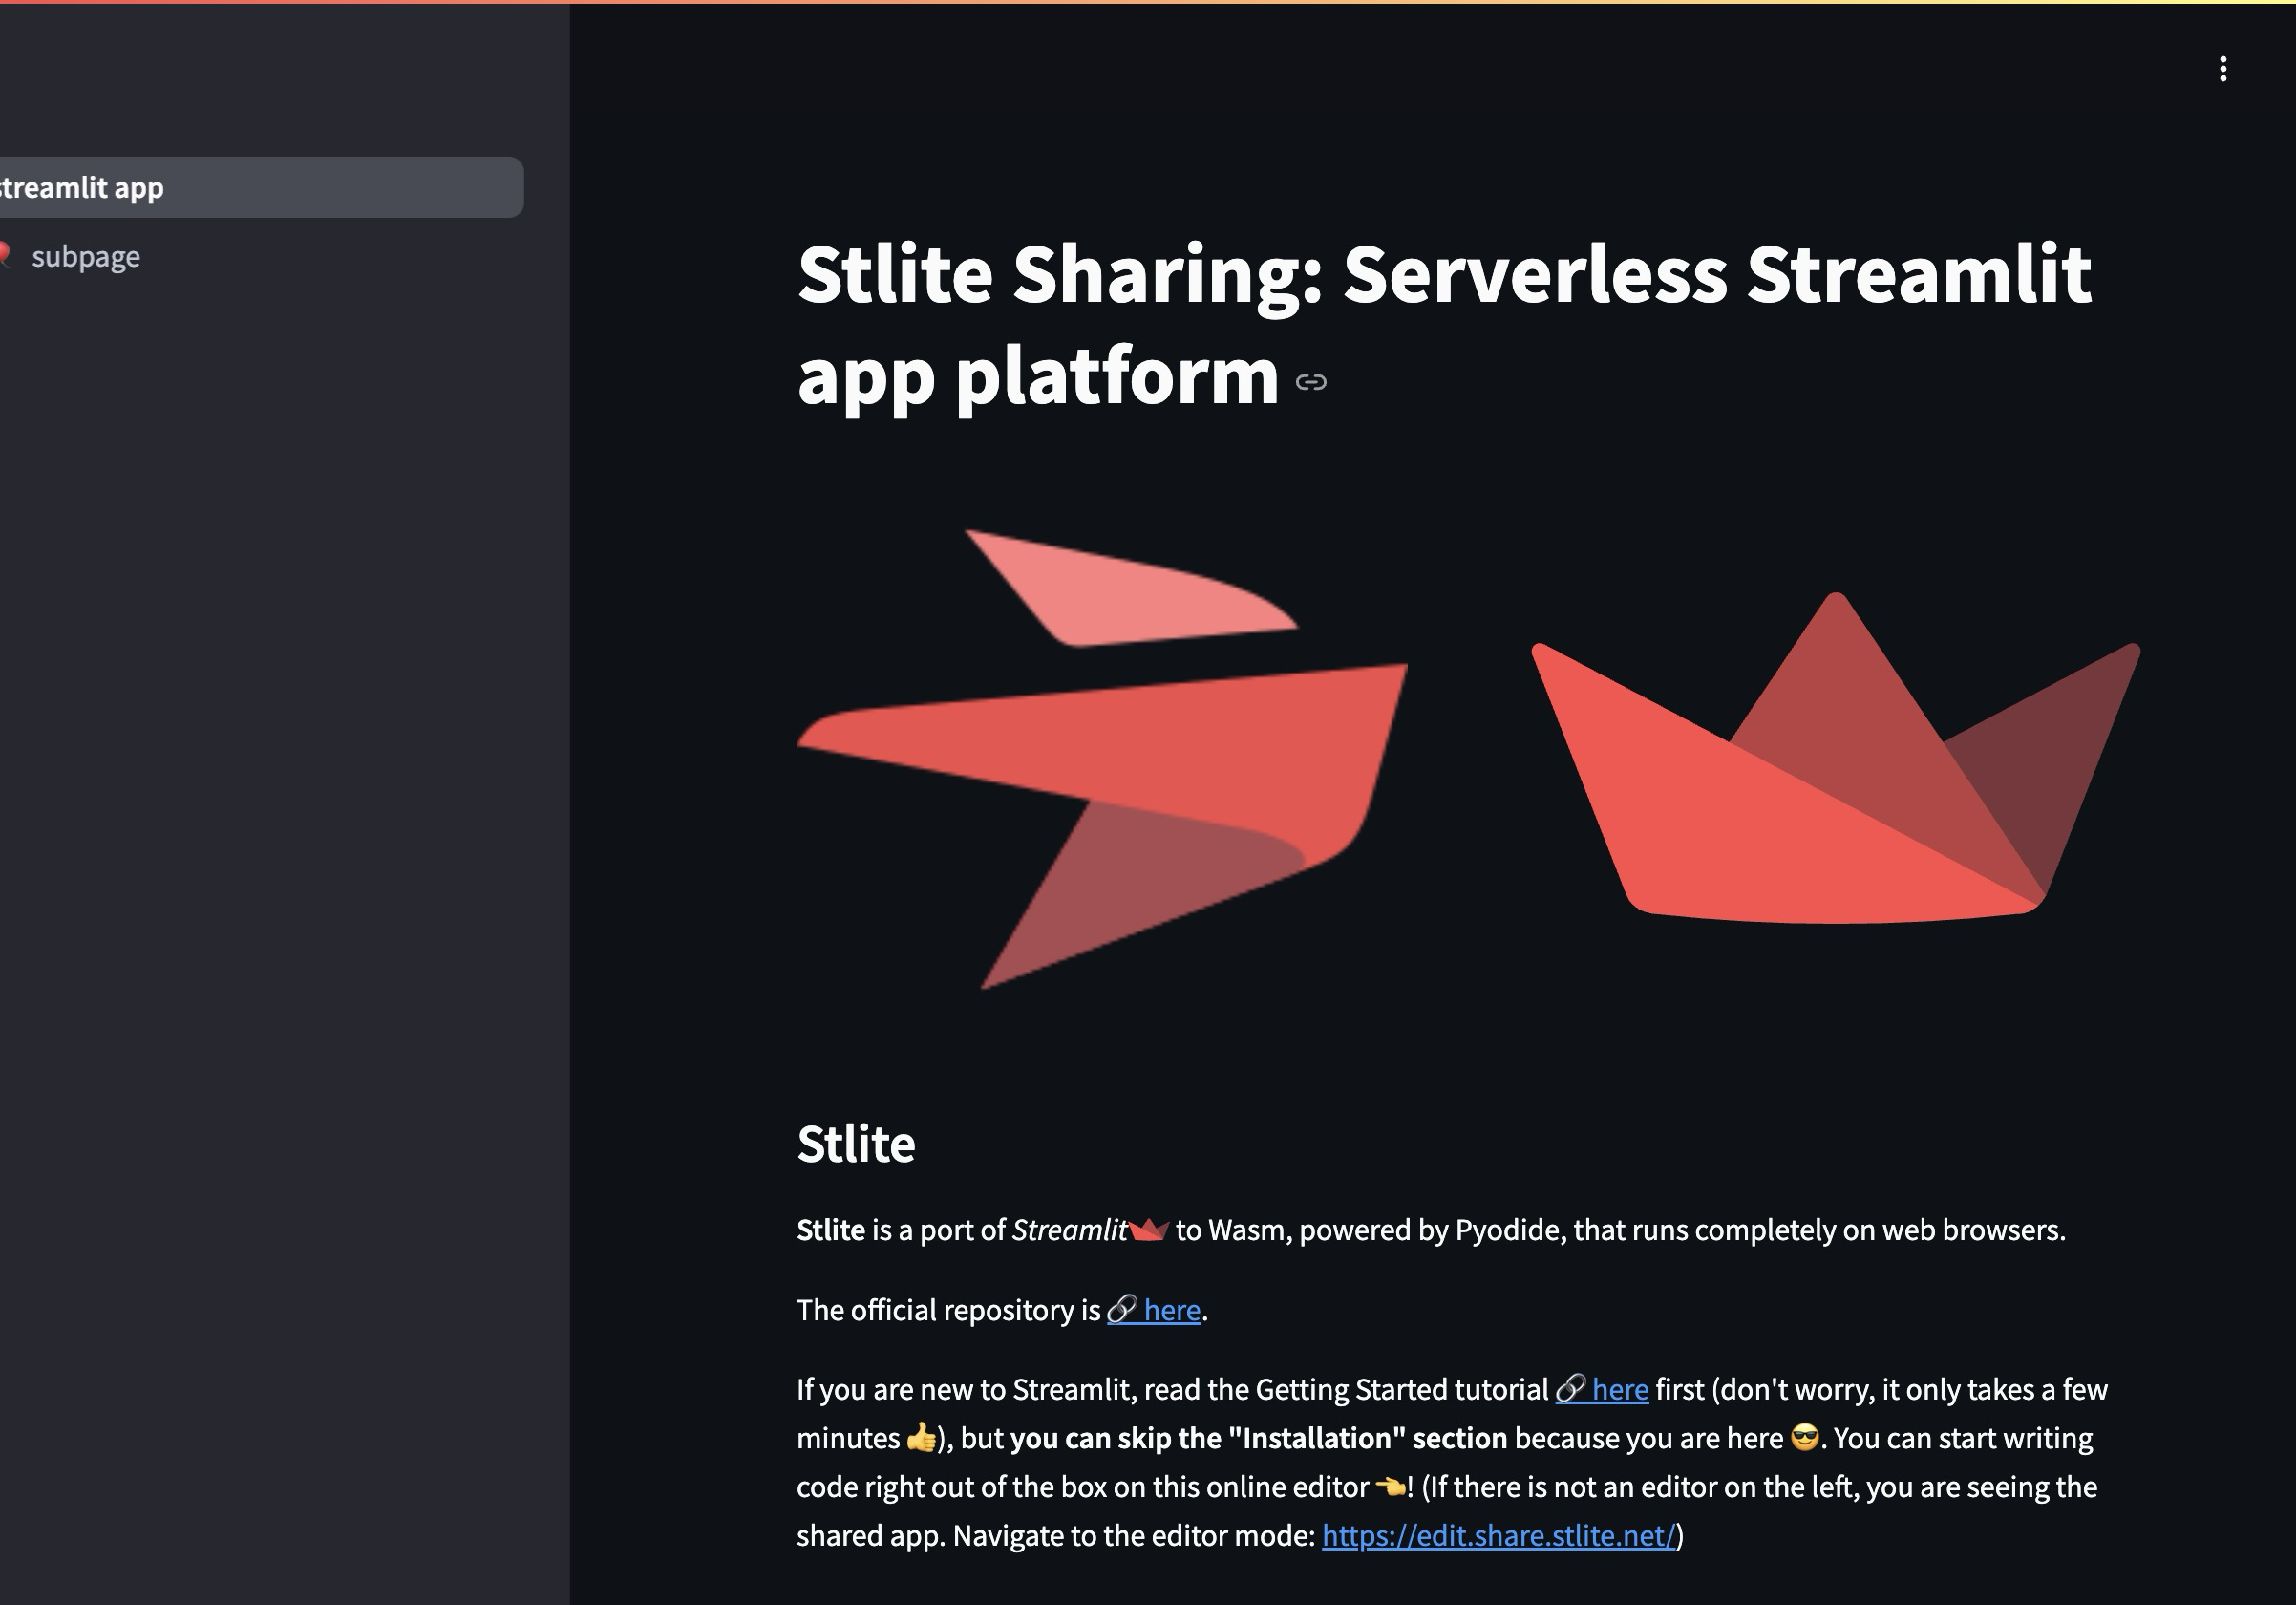 treamlit app
subpage
Stlite Sharing: Serverless Streamlit
app platform
Stlite
Stlite is a port of Streamlit to Wasm, powered by Pyodide, that runs completely on web browsers.
The official repository is 🔗 here.
If you are new to Streamlit, read the Getting Started tutorial 🔗 here first (don't worry, it only takes a few
minutes 👍), but you can skip the "Installation" section because you are here 😎. You can start writing
code right out of the box on this online editor 👈! (If there is not an editor on the left, you are seeing the
shared app. Navigate to the editor mode: https://edit.share.stlite.net/)